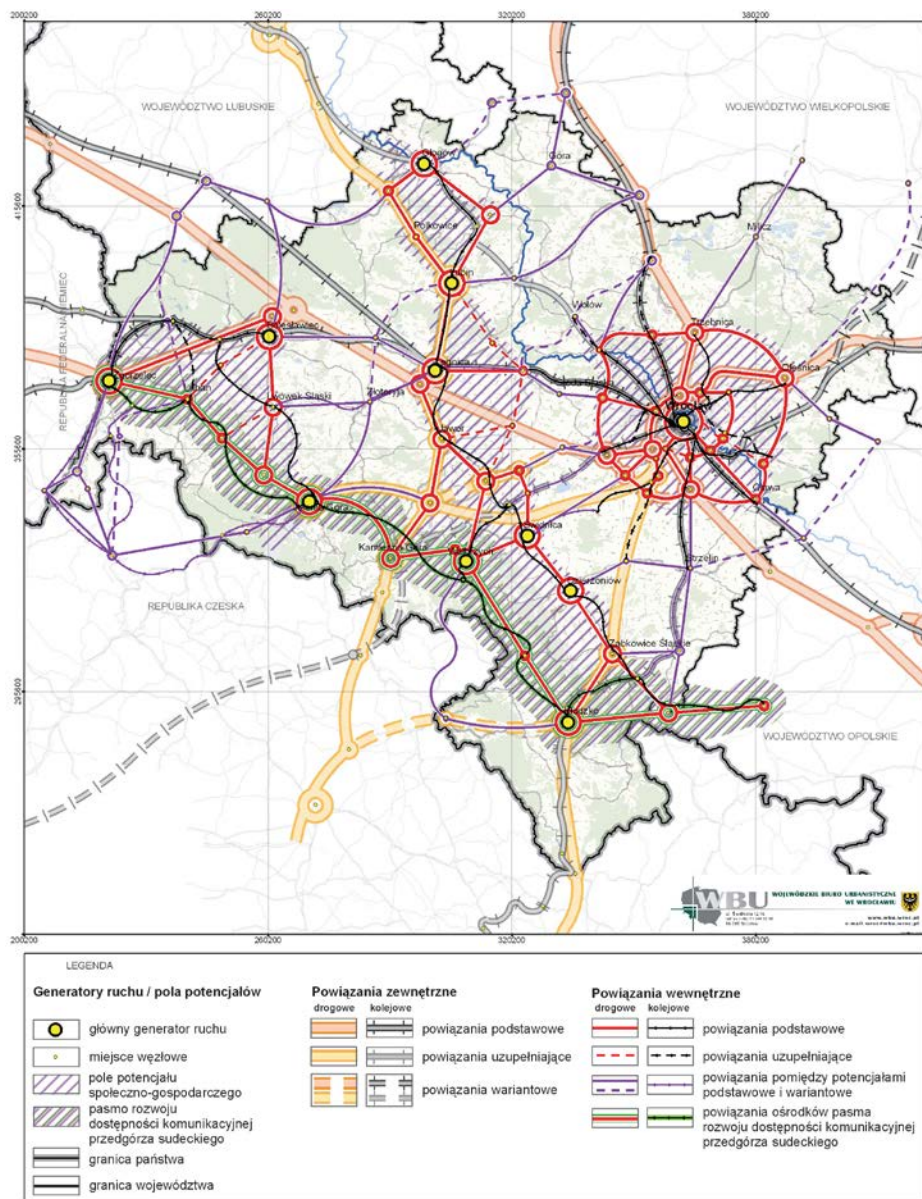 200200 260200 320200 380200
WOJEWÓDZTWO LUBUSKIE
WOJEWÓDZTWO WIELKOPOLSKIE
Głogów
Góra
415600
Polkowice
Milicz
Lubin
REPUBLIKA FEDERALNA NIEMIEC
Wołów
Trzebnica
Oleśnica
Złotoryja
355600
Jawor
Świdnica
Kamienna Góra
Strzelin
REPUBLIKA CZESKA
Ząbkowice Śląskie
295600
WOJEWÓDZTWO OPOLSKIE
WBU
WOJEWÓDZKIE BIURO URBANISTYCZNE
WE WROCŁAWIU
200200 260200 320200 380200
LEGENDA
Generatory ruchu / pola potencjałów
główny generator ruchu
miejsce węzłowe
pole potencjału
społeczno-gospodarczego
pasmo rozwoju
dostępności komunikacyjnej
przedgórza sudeckiego
granica państwa
granica województwa
Powiązania zewnętrzne
drogowe kolejowe
powiązania podstawowe
powiązania uzupełniające
powiązania wariantowe
Powiązania wewnętrzne
drogowe kolejowe
powiązania podstawowe
powiązania uzupełniające
powiązania pomiędzy potencjałami
podstawowe i wariantowe
powiązania ośrodków pasma
rozwoju dostępności komunikacyjnej
przedgórza sudeckiego